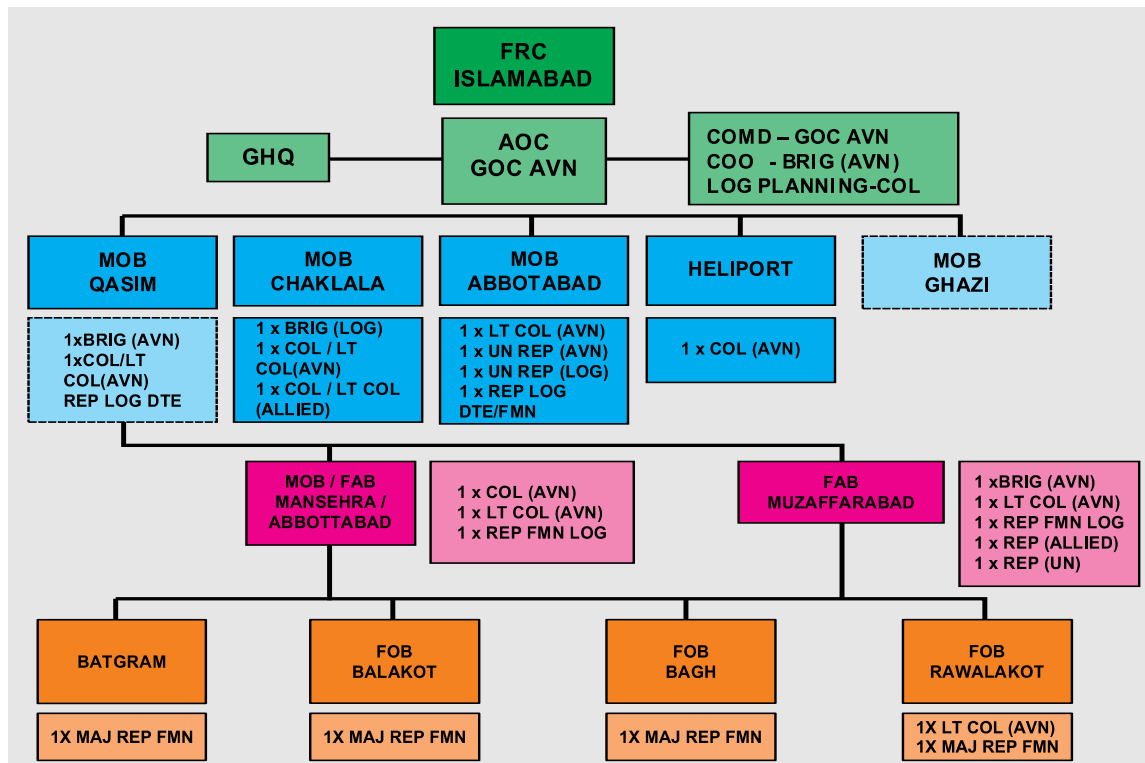 FRC
ISLAMABAD
GHQ
AOC
GOC AVN
COMD – GOC AVN
COO - BRIG (AVN)
LOG PLANNING-COL
MOB
QASIM
MOB
CHAKLALA
MOB
ABBOTABAD
HELIPORT
MOB
GHAZI
1xBRIG (AVN)
1xCOL/LT
COL(AVN)
REP LOG DTE
1 x BRIG (LOG)
1 x COL / LT
COL(AVN)
1 x COL / LT COL
(ALLIED)
1 x LT COL (AVN)
1 x UN REP (AVN)
1 x UN REP (LOG)
1 x REP LOG
DTE/FMN
1 x COL (AVN)
MOB / FAB
MANSEHRA /
ABBOTTABAD
1 x COL (AVN)
1 x LT COL (AVN)
1 x REP FMN LOG
FAB
MUZAFFARABAD
1 xBRIG (AVN)
1 x LT COL (AVN)
1 x REP FMN LOG
1 x REP (ALLIED)
1 x REP (UN)
BATGRAM
FOB
BALAKOT
FOB
BAGH
FOB
RAWALAKOT
1X MAJ REP FMN
1X MAJ REP FMN
1X MAJ REP FMN
1X LT COL (AVN)
1X MAJ REP FMN